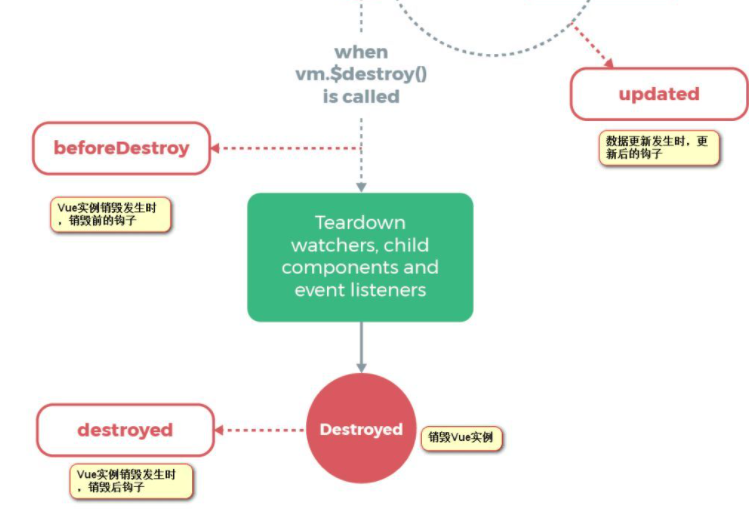 when
vm.$destroy()
is called
updated
数据更新发生时，更
新后的钩子
beforeDestroy
Vue实例销毁发生时
，销毁前的钩子
Teardown
watchers, child
components and
event listeners
destroyed
Destroyed
销毁Vue实例
Vue实例销毁发生时
，销毁后钩子